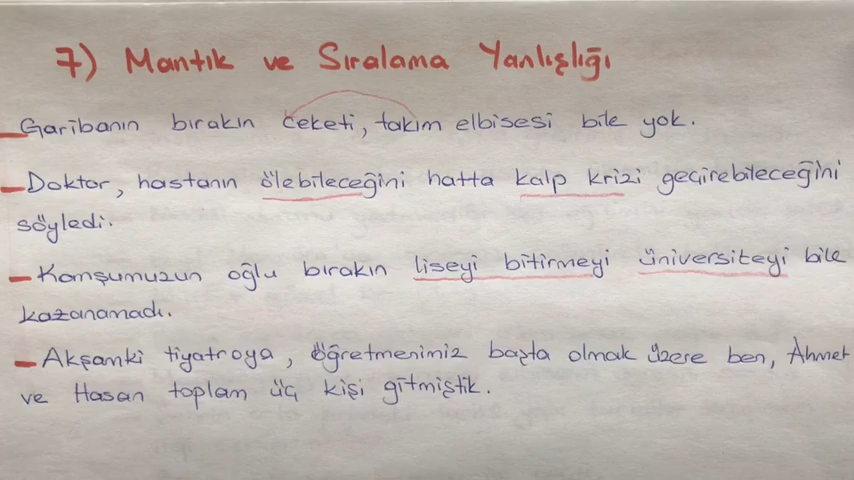 7) Mantık ve Sıralama Yanlışlığı
Garibanın bırakın ceketi, takım elbisesi bile yok.
Doktor, hastanın ölebileceğini hatta kalp krizi geçirebileceğini
söyledi.
Komşumuzun oğlu bırakın liseyi bitirmeyi üniversiteyi bile
kazanamadı.
Akşamki tiyatroya, öğretmenimiz başta olmak üzere ben, Ahmet
ve Hasan toplam üç kişi gitmiştik.